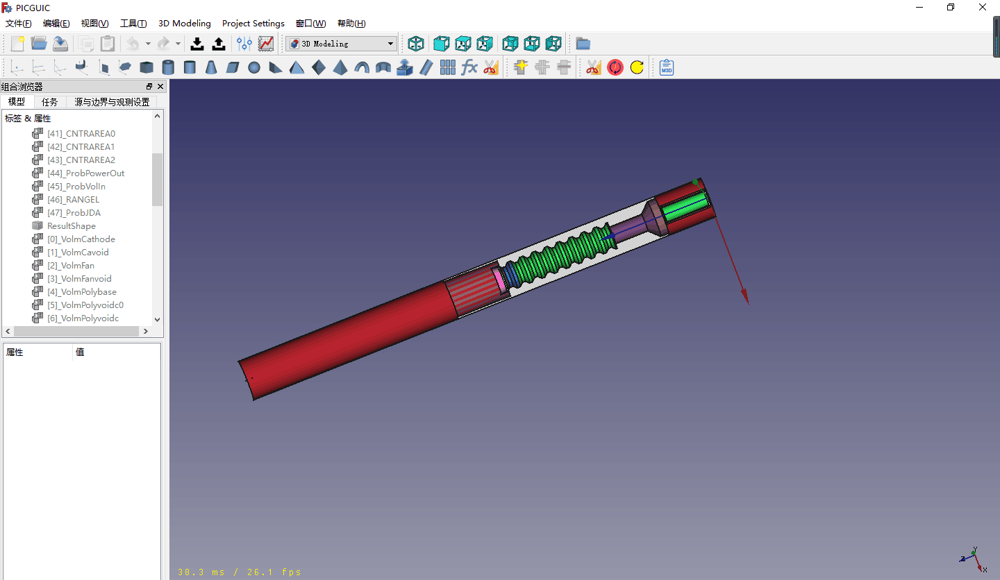 PICGUIC
文件(F) 编辑(E) 视图(V) 工具(T) 3D Modeling Project Settings 窗口(W) 帮助(H)
3D Modeling
M3D
组合浏览器
模型 任务 源与边界与观测设置
标签 & 属性
[41]_CNTRAREA0
[42]_CNTRAREA1
[43]_CNTRAREA2
[44]_ProbPowerOut
[45]_ProbVolIn
[46]_RANGEL
[47]_ProbJDA
ResultShape
[0]_VolmCathode
[1]_VolmCavoid
[2]_VolmFan
[3]_VolmFanvoid
[4]_VolmPolybase
[5]_VolmPolyvoidc0
[6]_VolmPolyvoidc
属性 值
Y
Z
X
38.3 ms / 26.1 fps